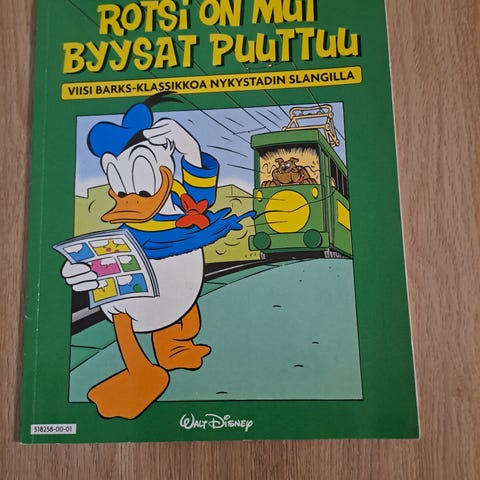 ROTSI ON MUT
BYYSAT PUUTTUU
VIISI BARKS-KLASSIKKOA NYKYSTADIN SLANGILLA
WALT DISNEY
518258-00-01